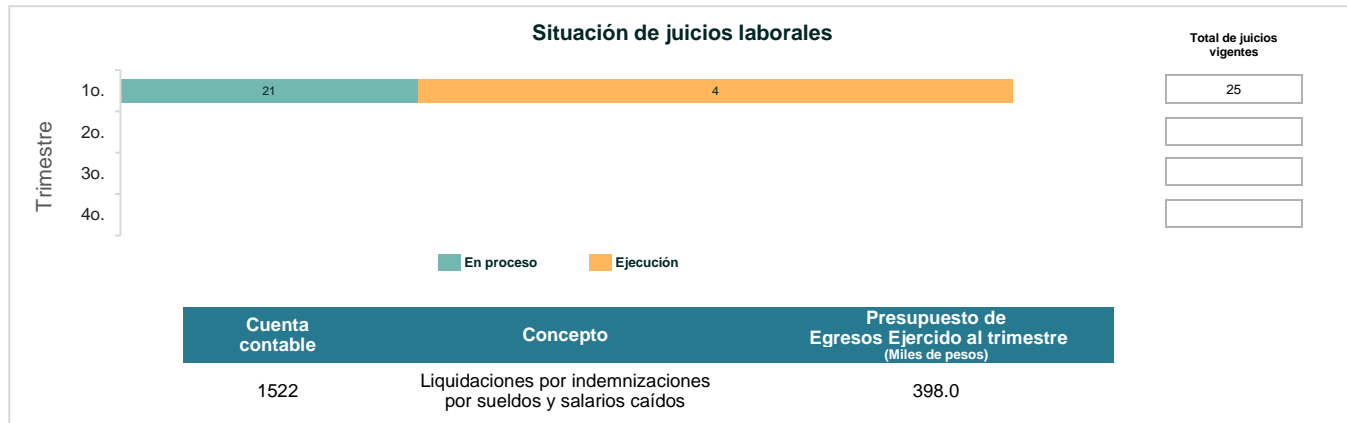 Situación de juicios laborales
Total de juicios
vigentes
Trimestre
1o.
21
4
25
2o.
3o.
4o.
En proceso
Ejecución
Cuenta
contable
Concepto
Presupuesto de
Egresos Ejercido al trimestre
(Miles de pesos)
1522
Liquidaciones por indemnizaciones
por sueldos y salarios caídos
398.0